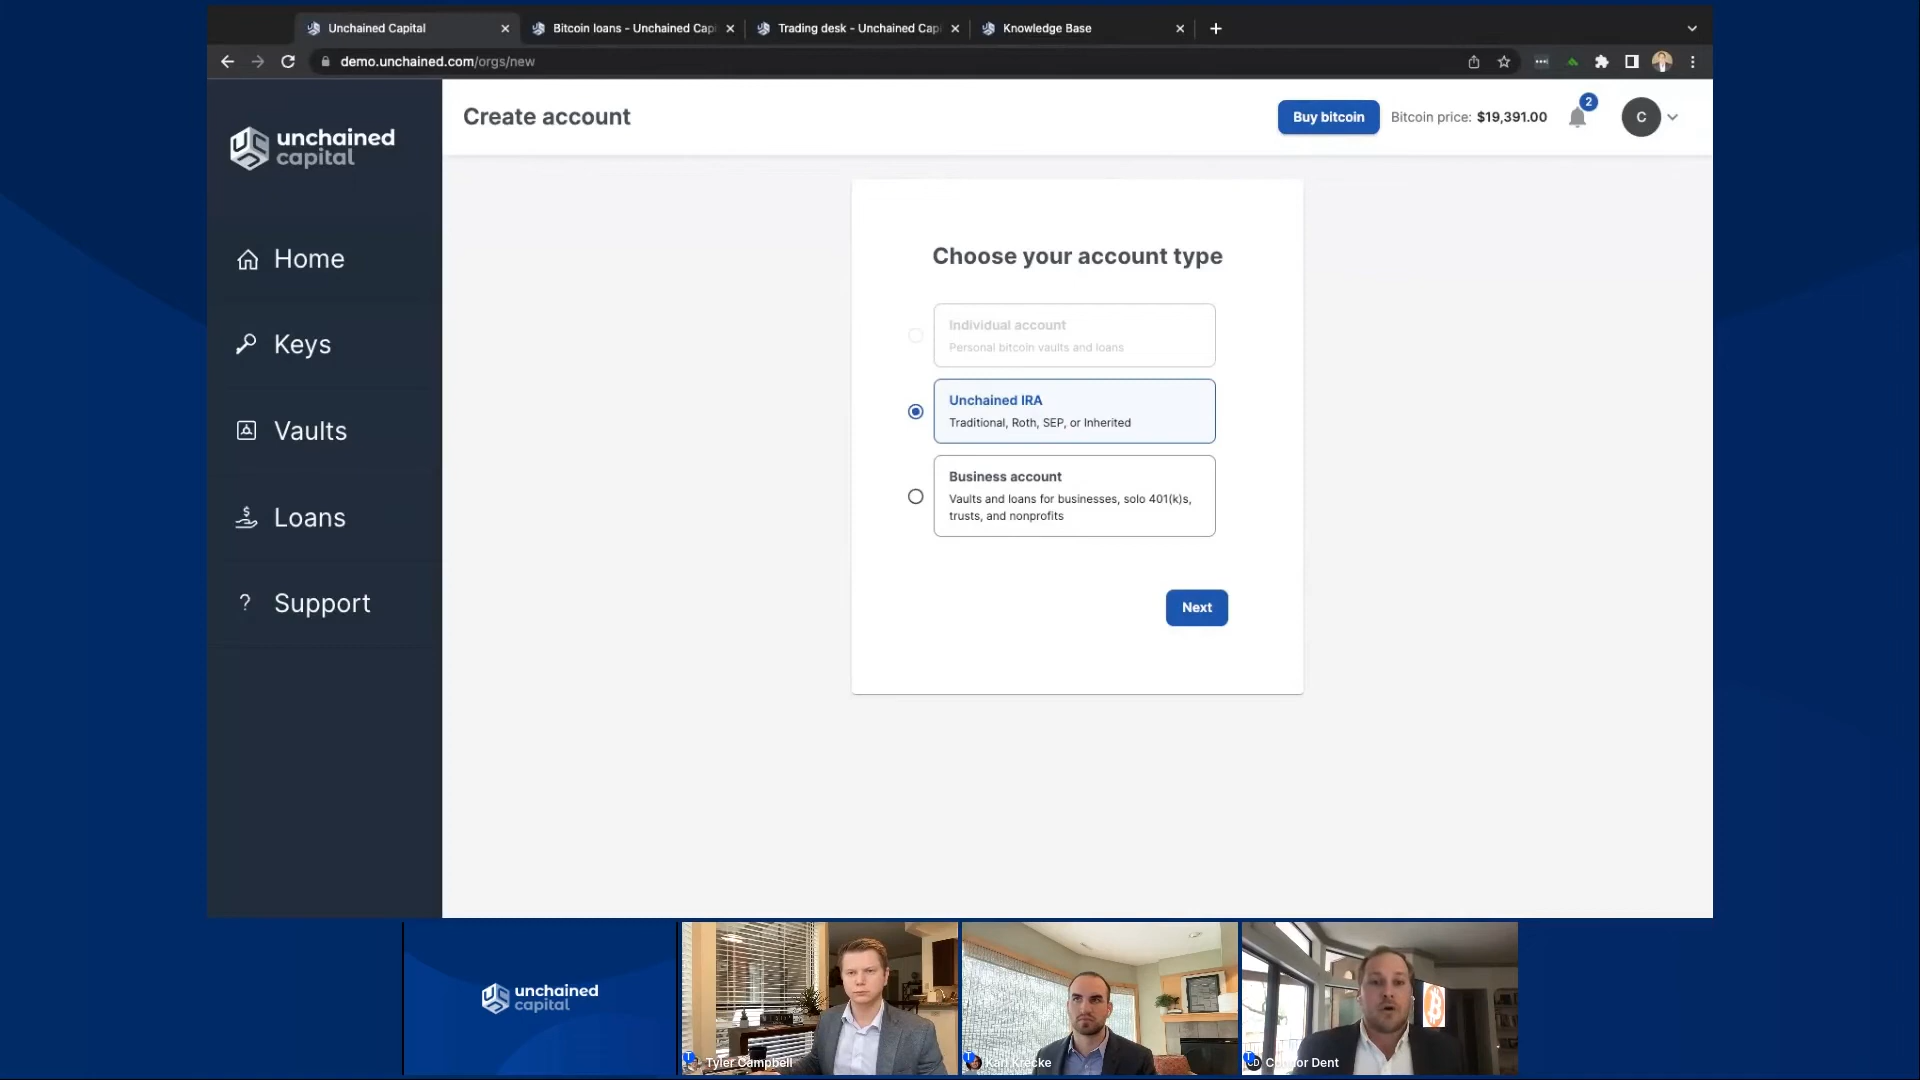 Unchained Capital
Bitcoin loans - Unchained Capi
Trading desk - Unchained Capi
Knowledge Base
demo.unchained.com/orgs/new
unchained
capital
Create account
Buy bitcoin
Bitcoin price: $19,391.00
2
C
Home
Keys
Vaults
Loans
Support
Choose your account type
Individual account
Personal bitcoin vaults and loans
Unchained IRA
Traditional, Roth, SEP, or Inherited
Business account
Vaults and loans for businesses, solo 401(k)s,
trusts, and nonprofits
Next
unchained
capital
Tyler Campbell
Krecke
Dent